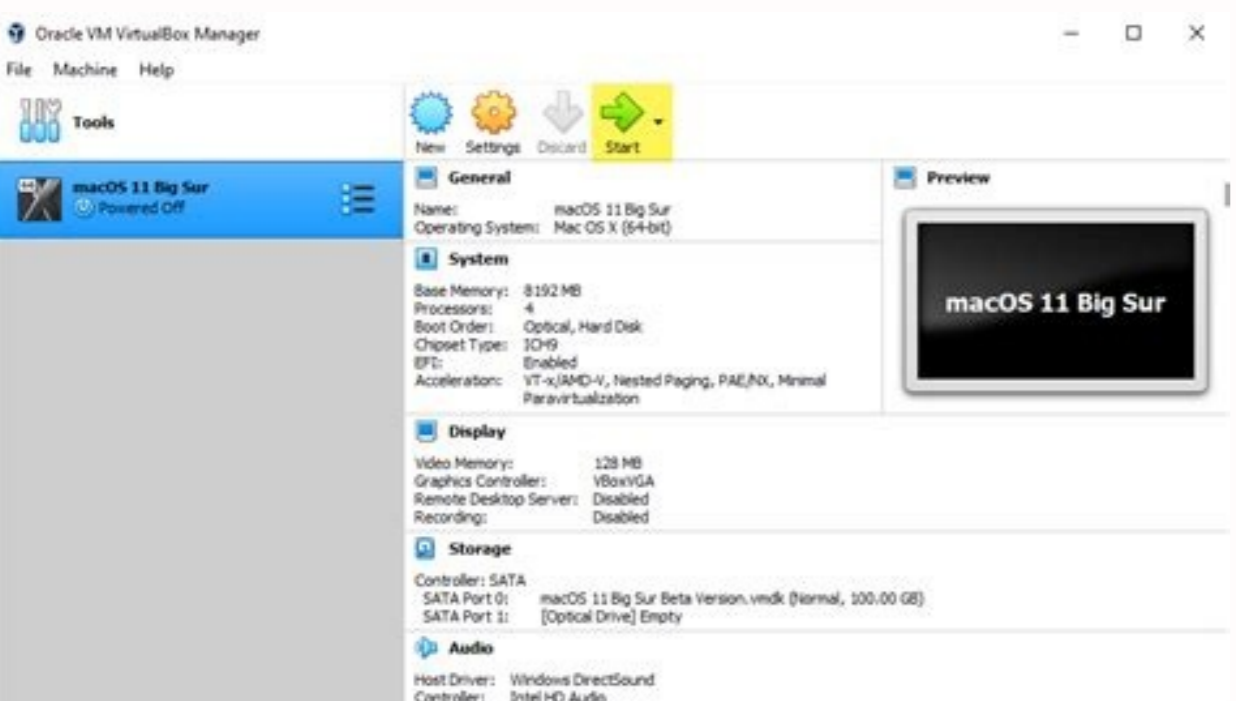 Oracle VM VirtualBox Manager
File Machine Help
Tools
New Settings Discard Start
macOS 11 Big Sur
Powered Off
General
Name: macOS 11 Big Sur
Operating System: Mac OS X (64-bit)
Preview
macOS 11 Big Sur
System
Base Memory: 8192 MB
Processors: 4
Boot Order: Optical, Hard Disk
Chipset Type: ICH9
EFI: Enabled
Acceleration: VT-x/AMD-V, Nested Paging, PAE/NX, Minimal
Paravirtualization
Display
Video Memory: 128 MB
Graphics Controller: VBoxVGA
Remote Desktop Server: Disabled
Recording: Disabled
Storage
Controller: SATA
SATA Port 0: macOS 11 Big Sur Beta Version.vmdk (Normal, 100.00 GB)
SATA Port 1: [Optical Drive] Empty
Audio
Host Driver: Windows DirectSound
Controller: Intel HD Audio